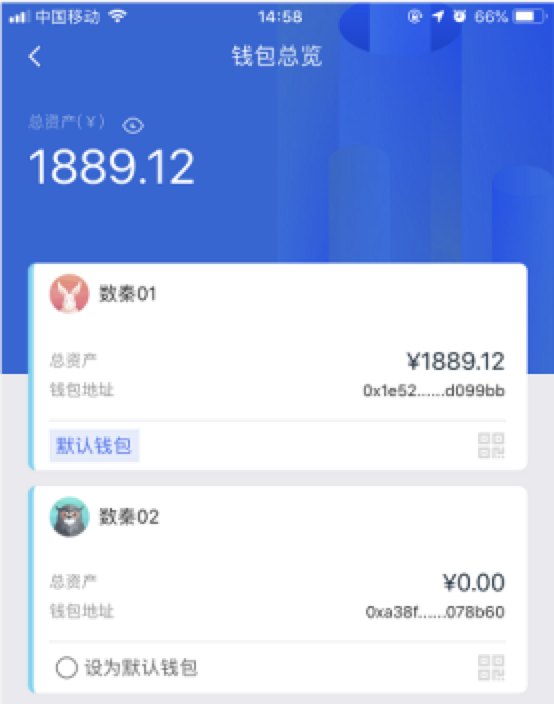 中国移动 14:58 66%
钱包总览
总资产(¥)
1889.12
数秦01
总资产 ¥1889.12
钱包地址 0x1e52......d099bb
默认钱包
数秦02
总资产 ¥0.00
钱包地址 0xa38f......078b60
设为默认钱包